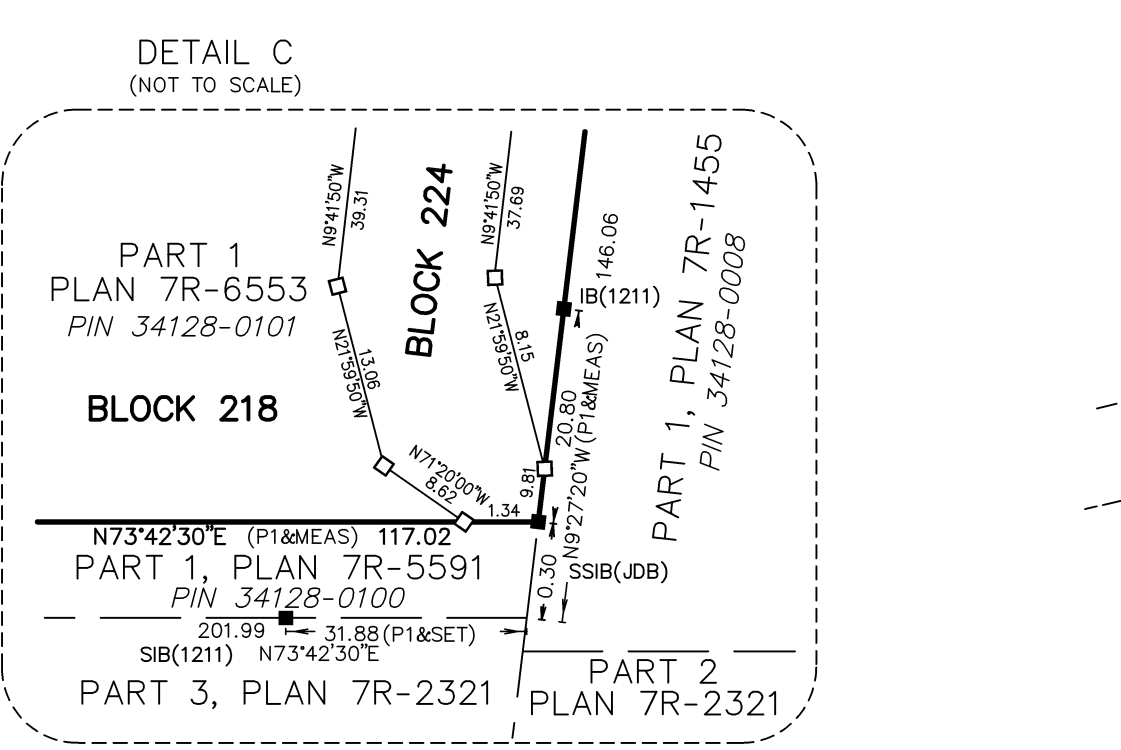 DETAIL C
(NOT TO SCALE)
N9°41'50"W
39.31
BLOCK 224
N9°41'50"W
37.69
146.06
PART 1, PLAN 7R-1455
PIN 34128-0008
PART 1
PLAN 7R-6553
PIN 34128-0101
IB(1211)
N21°59'50"W
13.06
N21°59'50"W
8.15
BLOCK 218
20.80
N9°27'20"W (P1&MEAS)
N71°20'00"W
8.62
9.81
1.34
N73°42'30"E (P1&MEAS) 117.02
PART 1, PLAN 7R-5591
PIN 34128-0100
0.30
SSIB(JDB)
201.99
31.88(P1&SET)
SIB(1211) N73°42'30"E
PART 3, PLAN 7R-2321
PART 2
PLAN 7R-2321